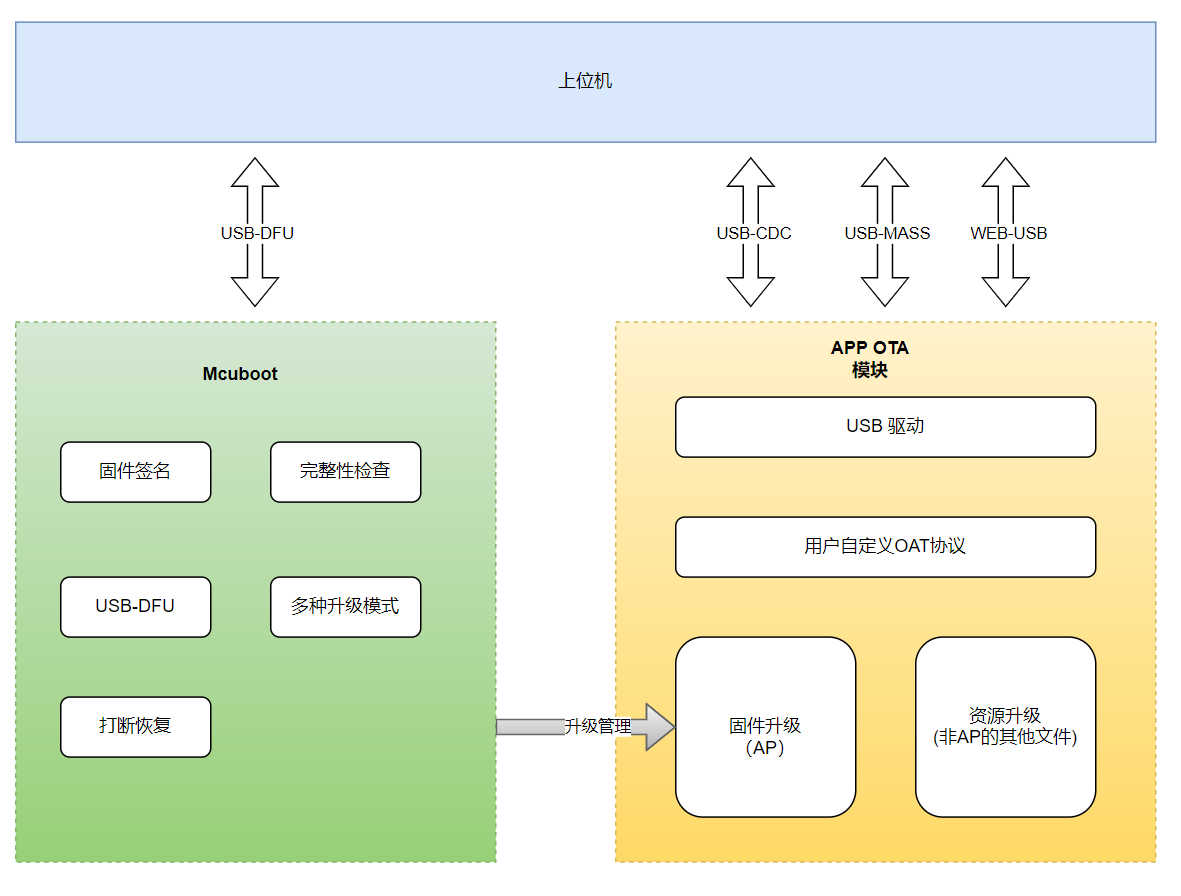 上位机
USB-DFU
USB-CDC
USB-MASS
WEB-USB
Mcuboot
固件签名
完整性检查
USB-DFU
多种升级模式
打断恢复
升级管理
APP OTA
模块
USB 驱动
用户自定义OAT协议
固件升级
（AP）
资源升级
(非AP的其他文件)